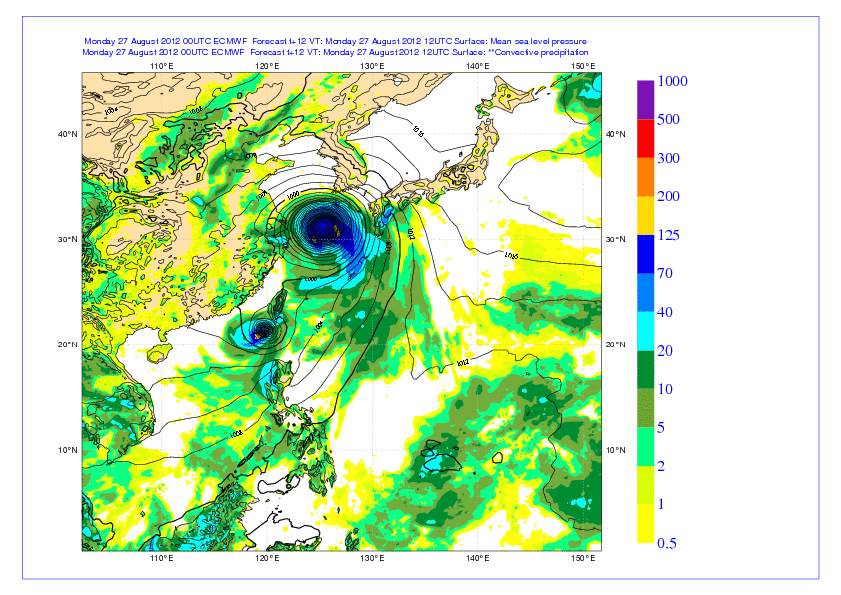 Monday 27 August 2012 00UTC ECMWF  Forecast t+12 VT: Monday 27 August 2012 12UTC Surface: Mean sea level pressure
Monday 27 August 2012 00UTC ECMWF  Forecast t+12 VT: Monday 27 August 2012 12UTC Surface: **Convective precipitation
110°E 120°E 130°E 140°E 150°E
40°N 40°N
30°N 30°N
20°N 20°N
10°N 10°N
110°E 120°E 130°E 140°E 150°E
1016
1000
1012
1008
1000
1012
1008
1000
500
300
200
125
70
40
20
10
5
2
1
0.5